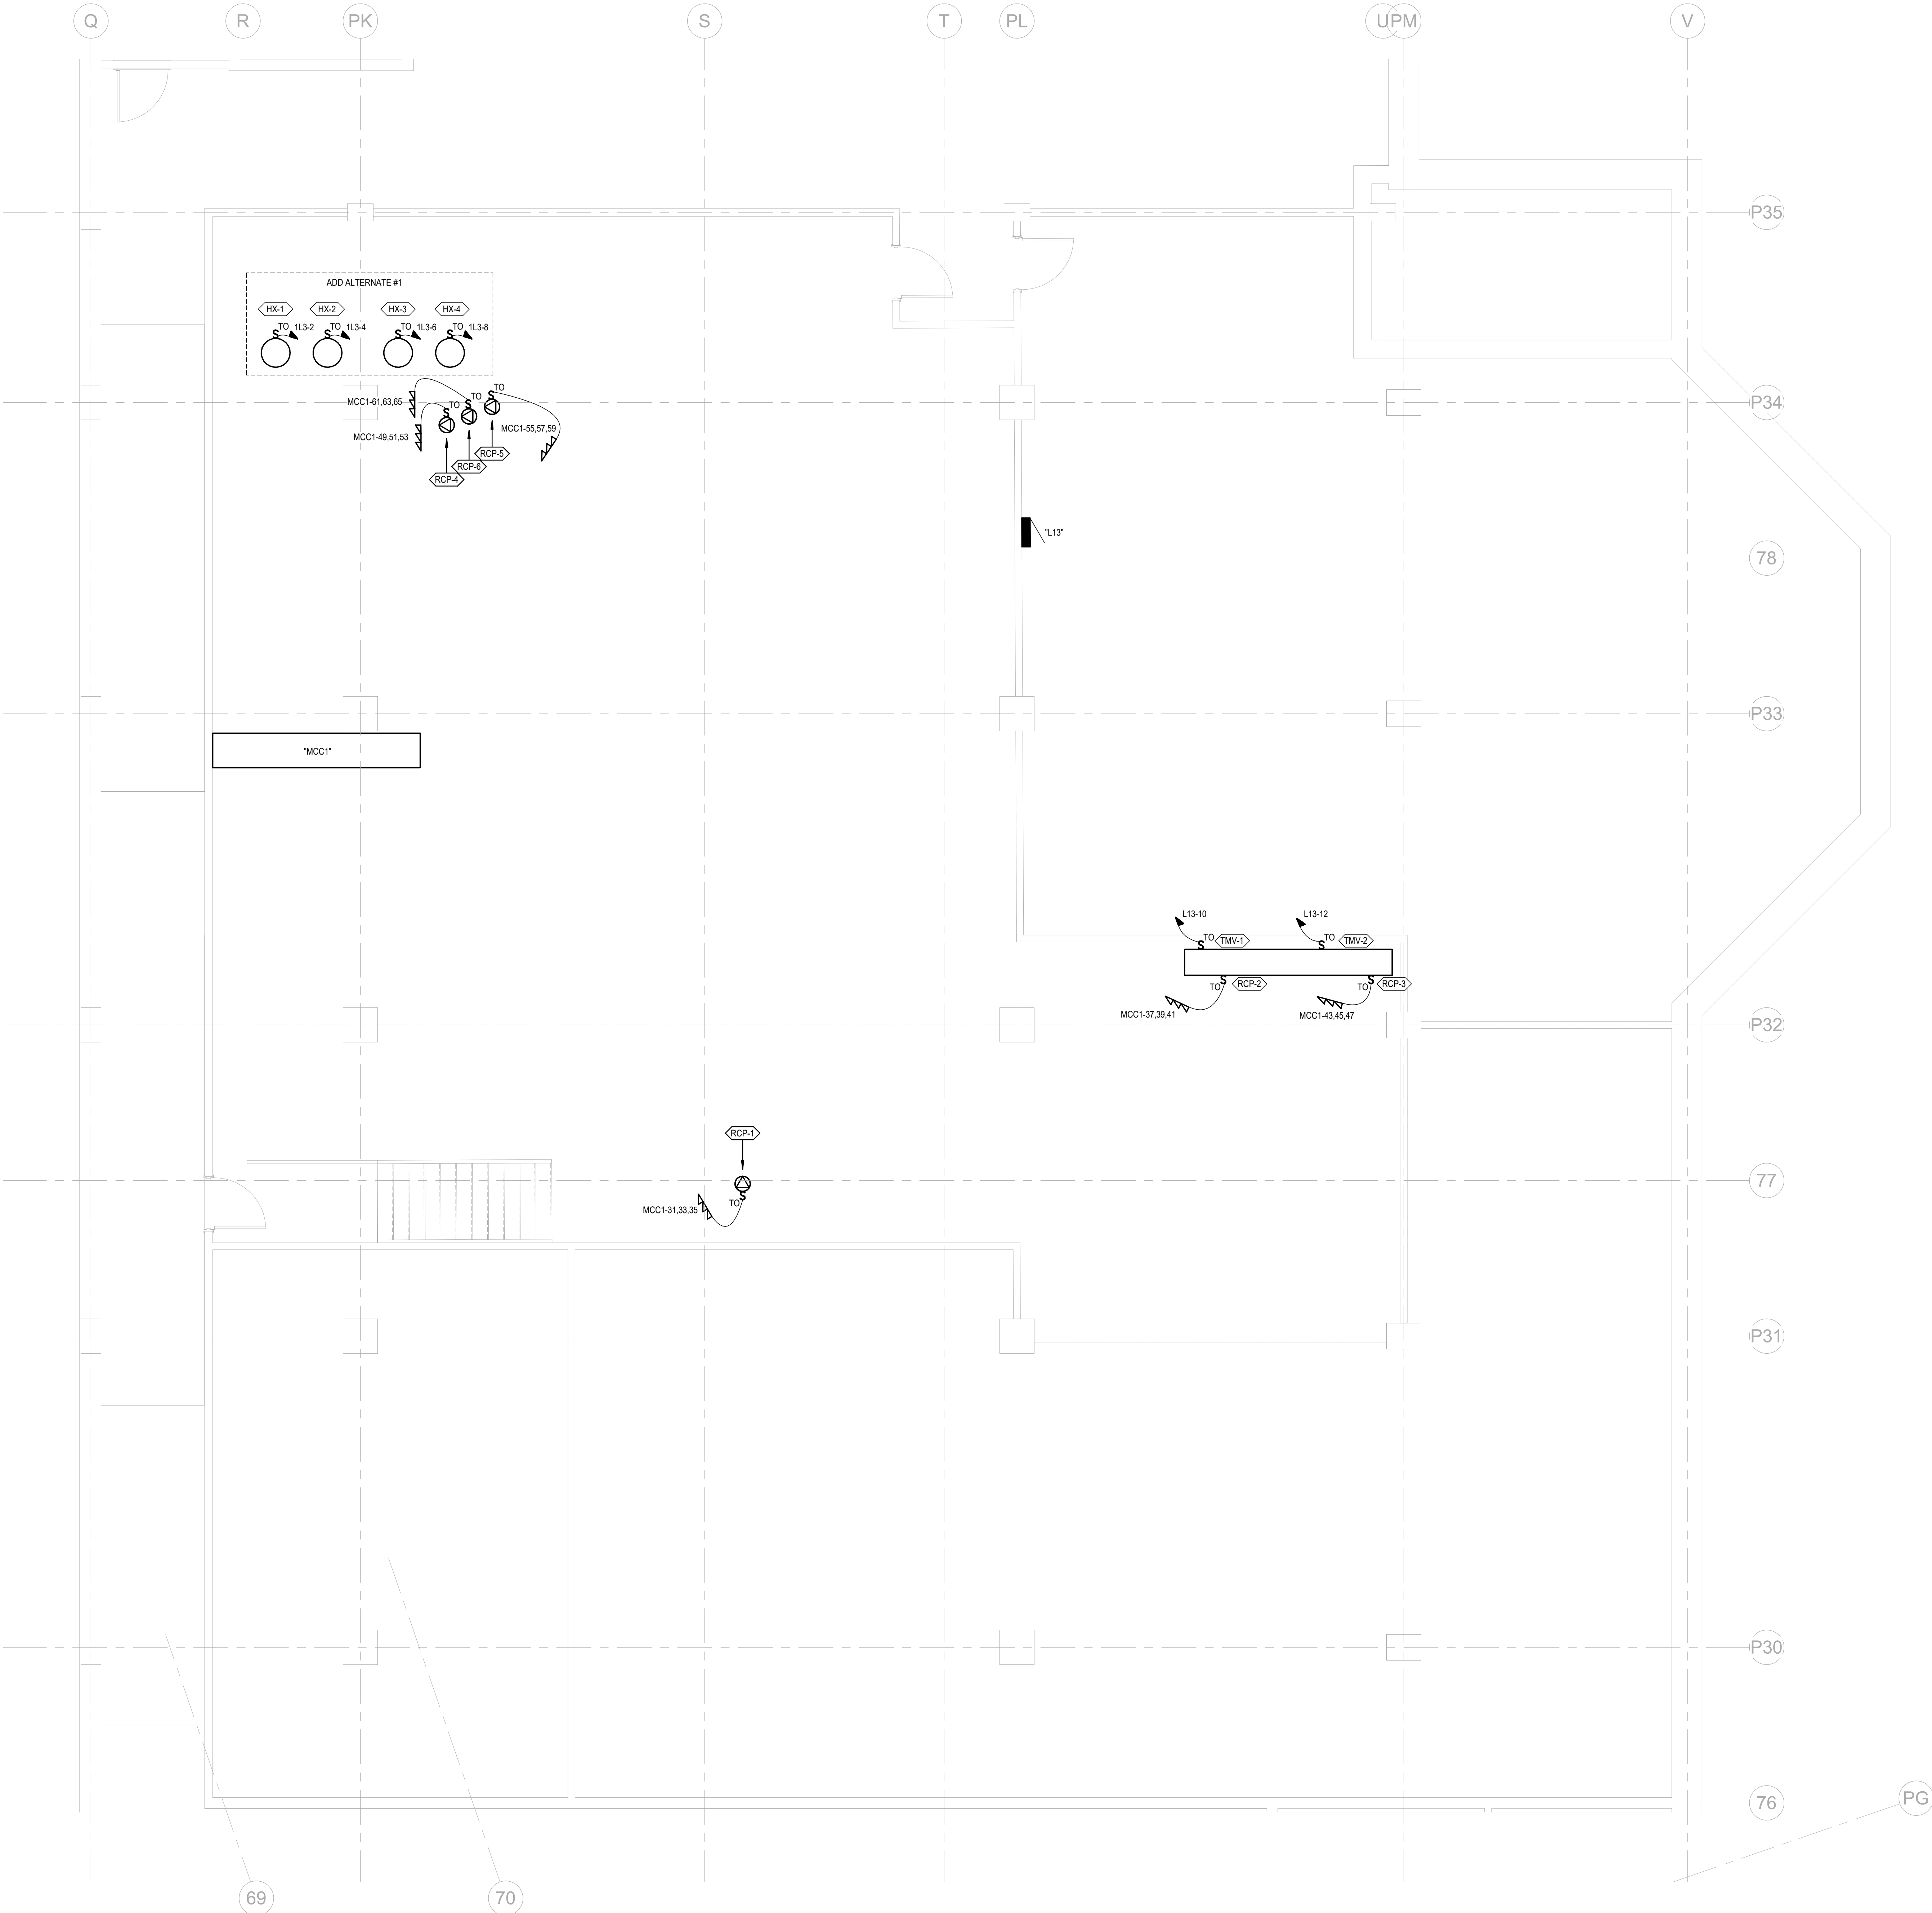 Q
R
PK
S
T
PL
U
PM
V
P35
ADD ALTERNATE #1
HX-1
HX-2
HX-3
HX-4
S
TO
1L3-2
S
TO
1L3-4
S
TO
1L3-6
S
TO
1L3-8
MCC1-61,63,65
S
TO
S
TO
S
TO
P34
MCC1-49,51,53
MCC1-55,57,59
RCP-5
RCP-6
RCP-4
"L13"
78
P33
"MCC1"
L13-10
L13-12
S
TO
TMV-1
S
TO
TMV-2
S
TO
RCP-2
S
TO
RCP-3
MCC1-37,39,41
MCC1-43,45,47
P32
RCP-1
77
S
TO
MCC1-31,33,35
P31
P30
76
PG
69
70